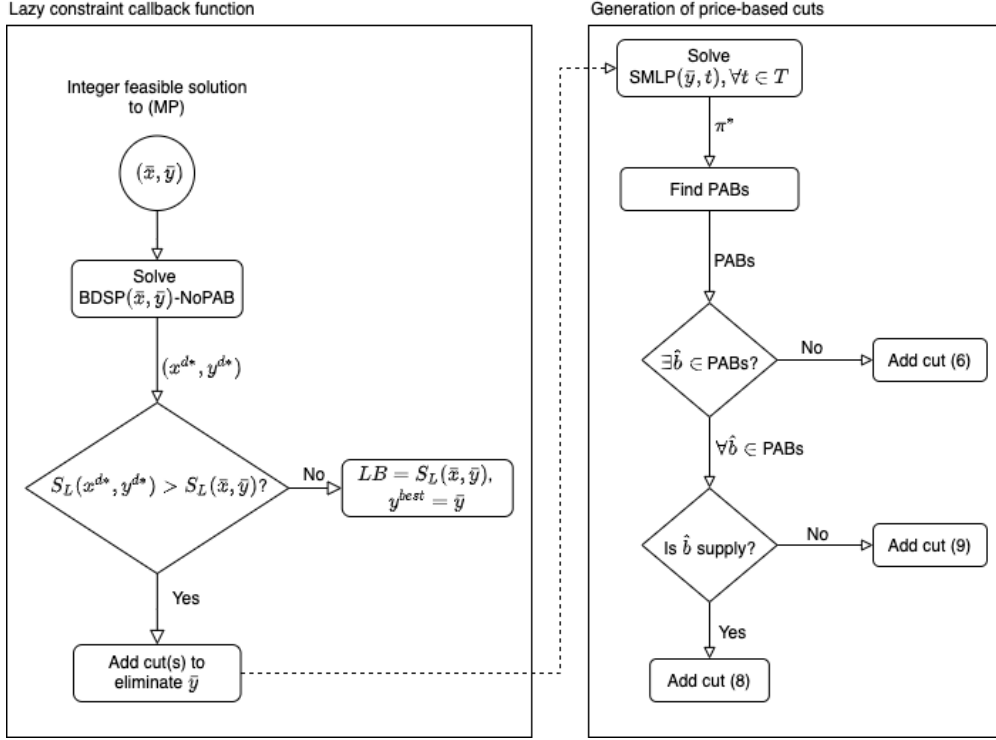 Lazy constraint callback function
Integer feasible solution
to (MP)
(x̄, ȳ)
Solve
BDSP(x̄, ȳ)-NoPAB
(x^{d*}, y^{d*})
S_L(x^{d*}, y^{d*}) > S_L(x̄, ȳ)?
No
LB = S_L(x̄, ȳ),
y^{best} = ȳ
Yes
Add cut(s) to
eliminate ȳ
Generation of price-based cuts
Solve
SMLP(ȳ, t), ∀t ∈ T
π*
Find PABs
PABs
∃b̂ ∈ PABs?
No
Add cut (6)
∀b̂ ∈ PABs
Is b̂ supply?
No
Add cut (9)
Yes
Add cut (8)